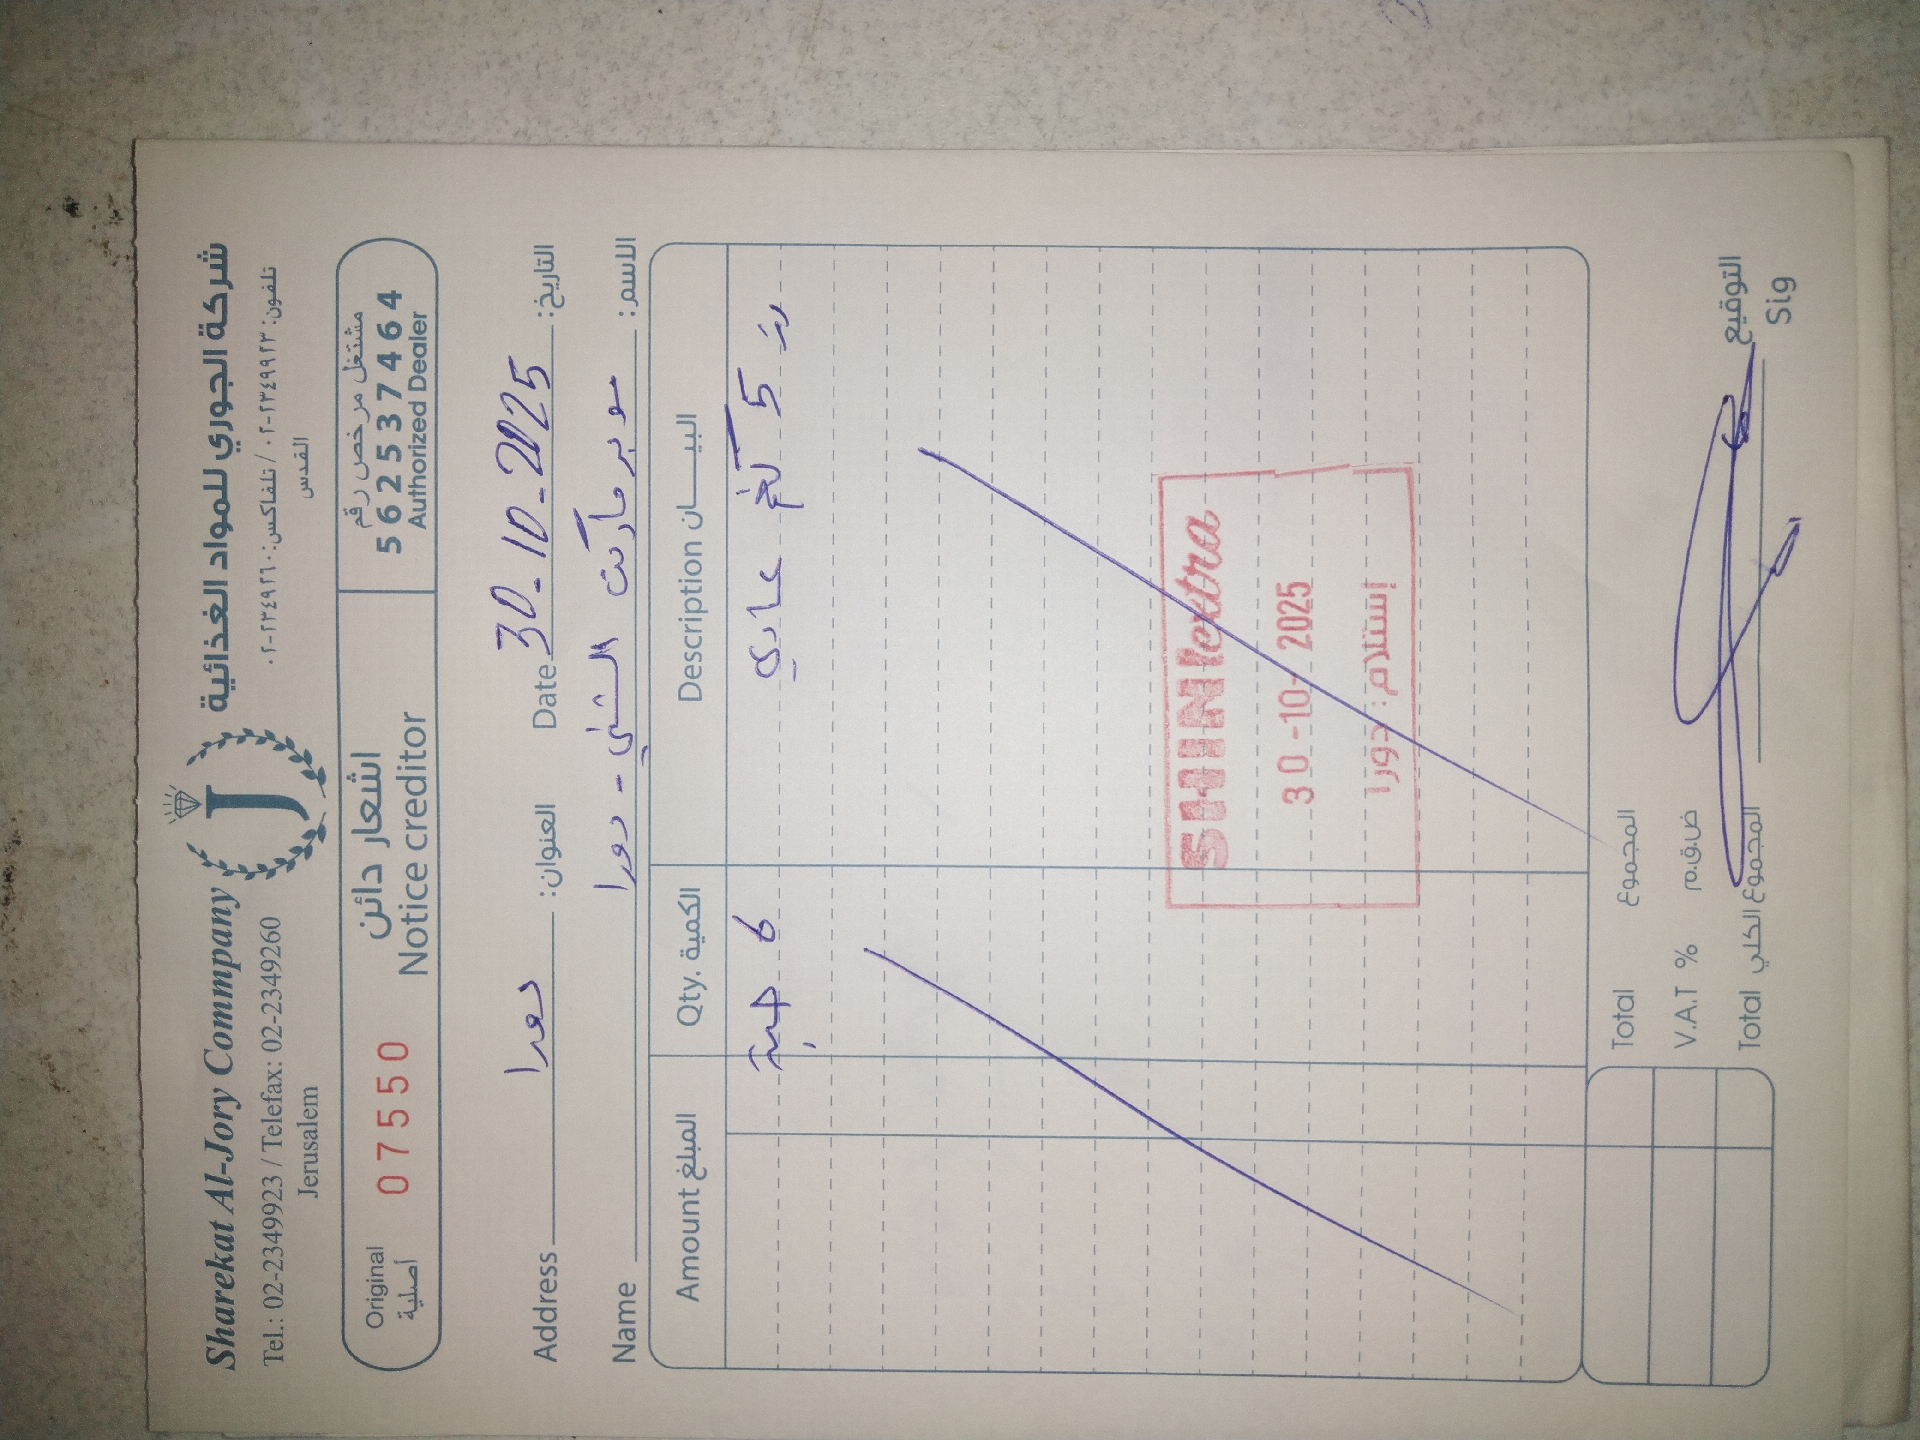 Sharekat Al-Jory Commpany J شركة الجوري للمواد الغذائية
Tel.: 02-2349923 / Telefax: 02-2349260 تلفون: ٠٢-٢٣٤٩٩٢٣ / تلفاكس: ٠٢-٢٣٤٩٢٦٠
Jerusalem القدس
Original 07550 اشعار دائن مشتغل مرخص رقم
أصلية Notice creditor 562537464
Authorized Dealer
Address دورا العنوان: Date 30-10-2025 التاريخ:
Name سوبر ماركت الشني - دورا الاسم:
Amount المبلغ Qty. الكمية Description البيـــان
6 حبة رز 5 كغ عادي
SHINI extra
30-10-2025
إستلام: دورا
Total المجموع
V.A.T % ض.ق.م
Total المجموع الكلي
التوقيع
Sig